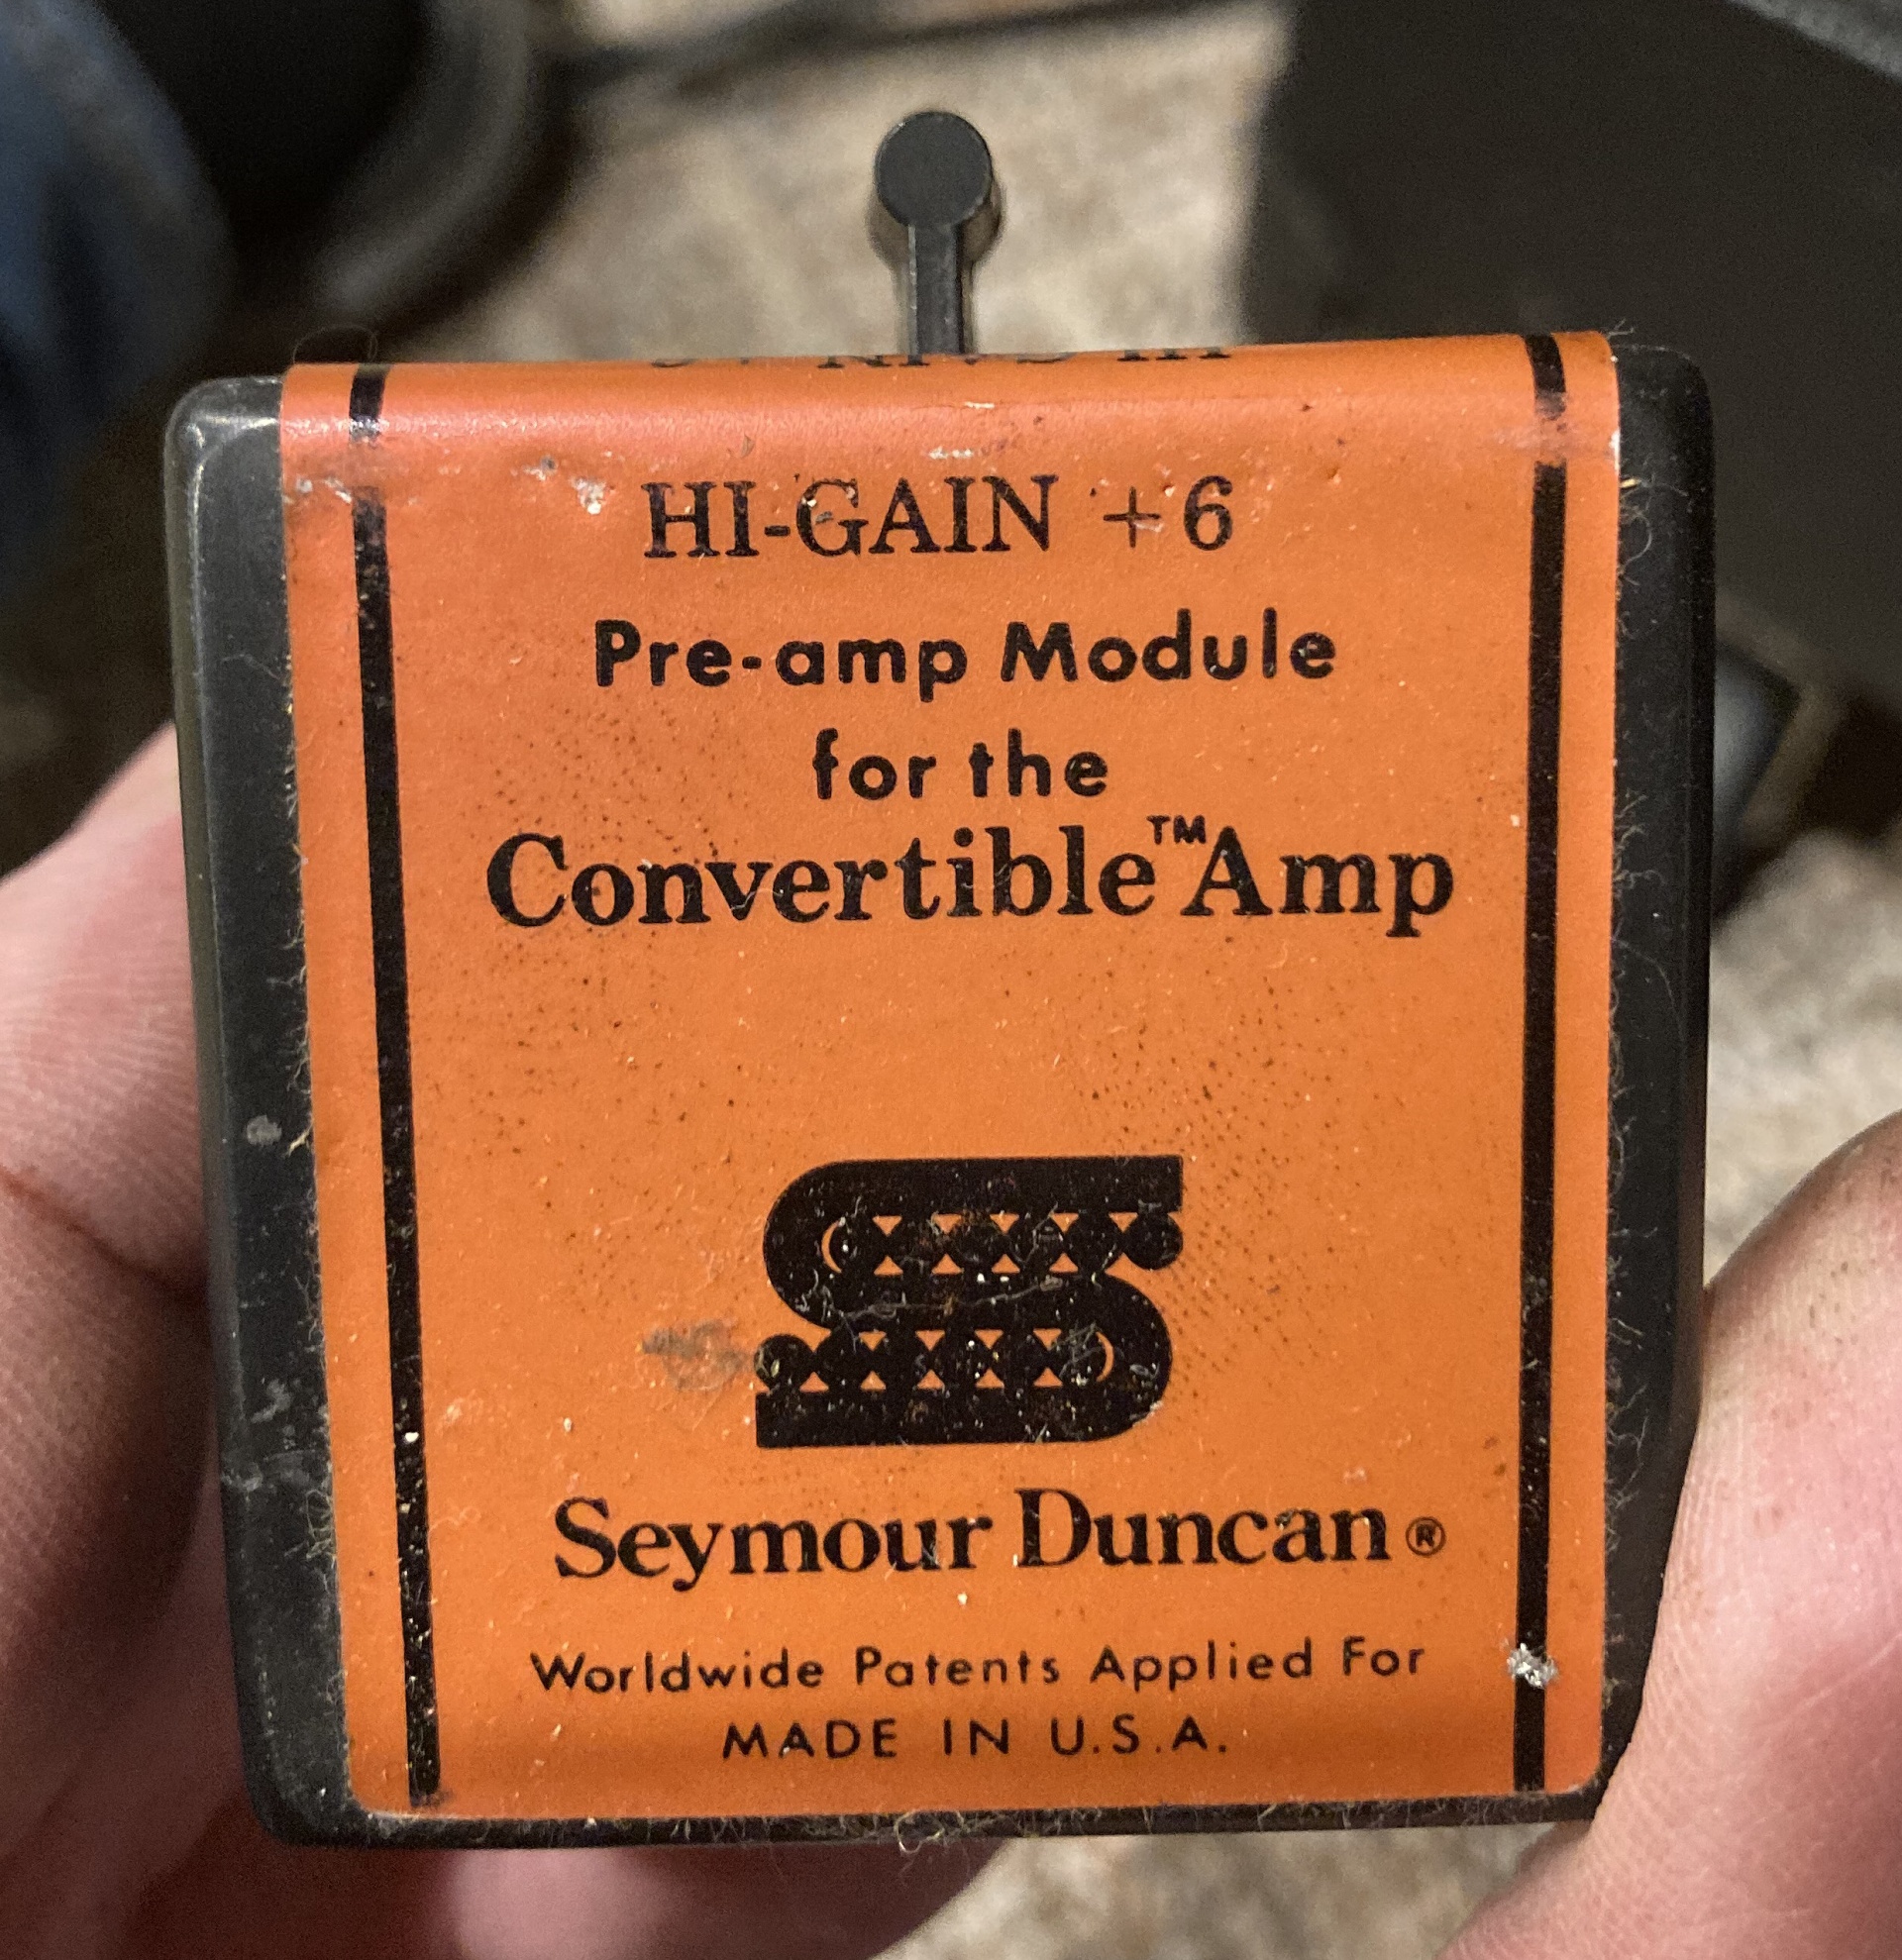 HI-GAIN +6
Pre-amp Module
for the
Convertible™ Amp
Seymour Duncan®
Worldwide Patents Applied For
MADE IN U.S.A.